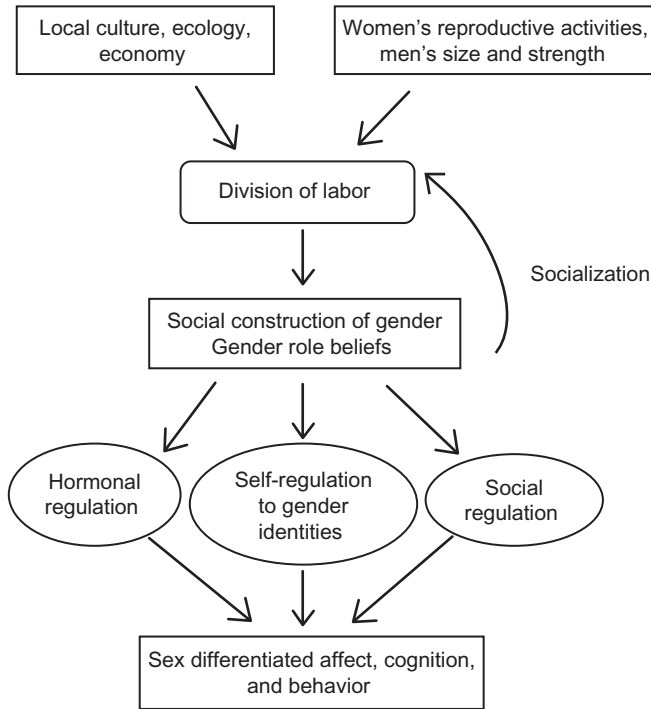 Local culture, ecology,
economy
Women's reproductive activities,
men's size and strength
Division of labor
Socialization
Social construction of gender
Gender role beliefs
Hormonal
regulation
Self-regulation
to gender
identities
Social
regulation
Sex differentiated affect, cognition,
and behavior